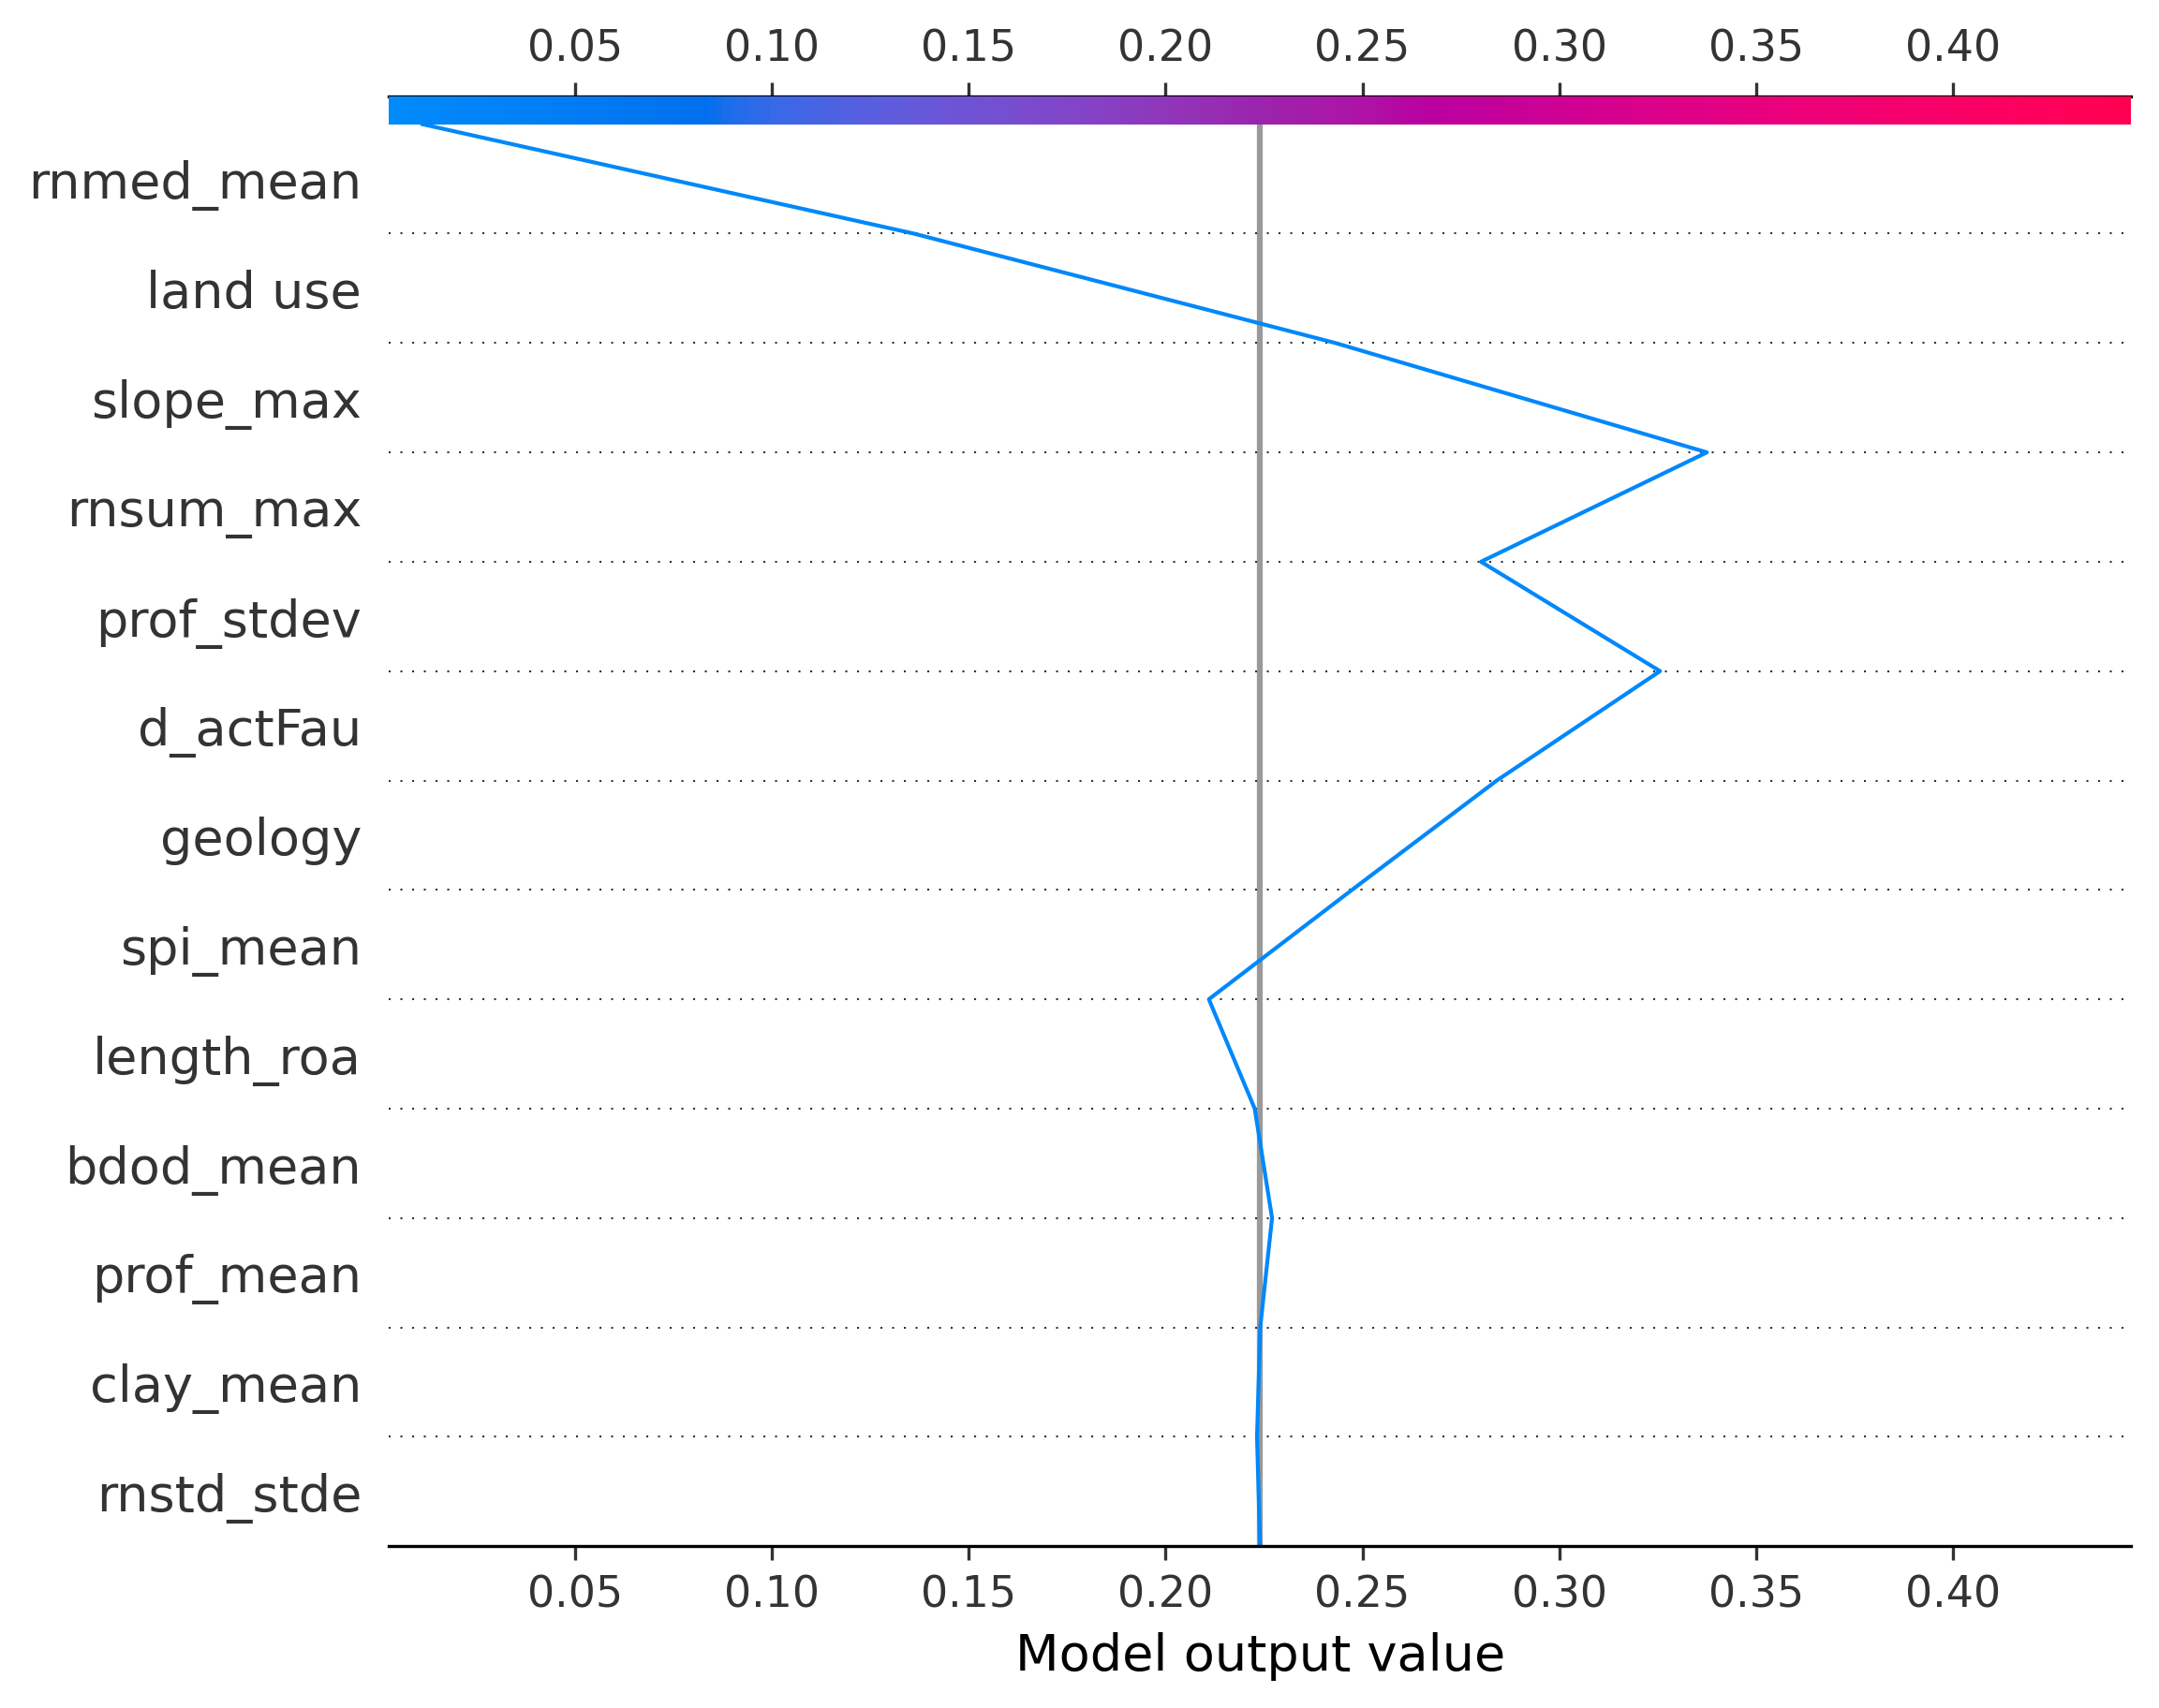 0.05 0.10 0.15 0.20 0.25 0.30 0.35 0.40
rnmed_mean
land use
slope_max
rnsum_max
prof_stdev
d_actFau
geology
spi_mean
length_roa
bdod_mean
prof_mean
clay_mean
rnstd_stde
0.05 0.10 0.15 0.20 0.25 0.30 0.35 0.40
Model output value